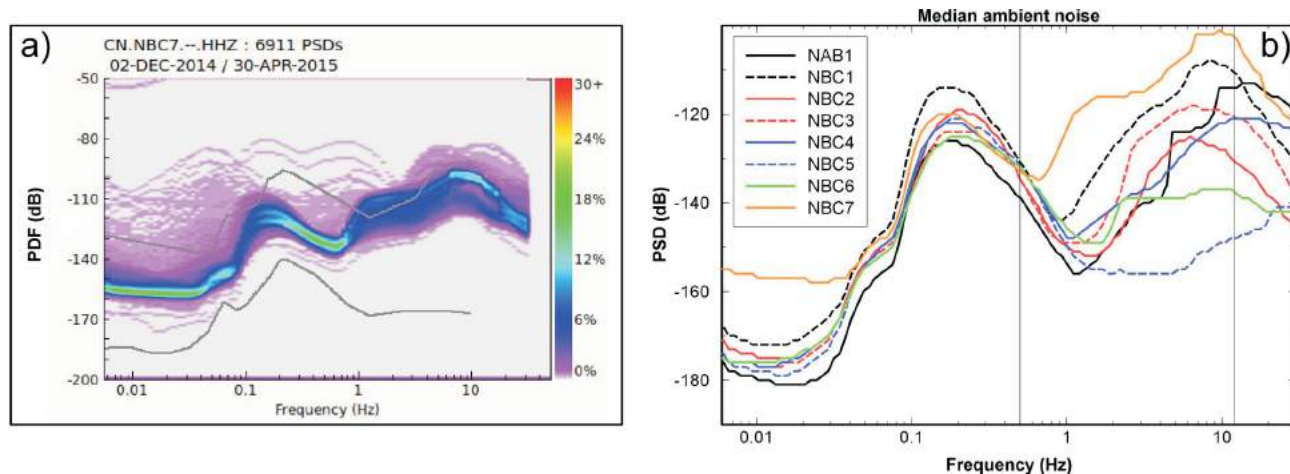 a)
CN.NBC7.--.HHZ : 6911 PSDs
02-DEC-2014 / 30-APR-2015
PDF (dB)
-50
-80
-110
-140
-170
-200
0.01
0.1
1
10
Frequency (Hz)
30+
24%
18%
12%
6%
0%
Median ambient noise
b)
NAB1
NBC1
NBC2
NBC3
NBC4
NBC5
NBC6
NBC7
PSD (dB)
-120
-140
-160
-180
0.01
0.1
1
10
Frequency (Hz)